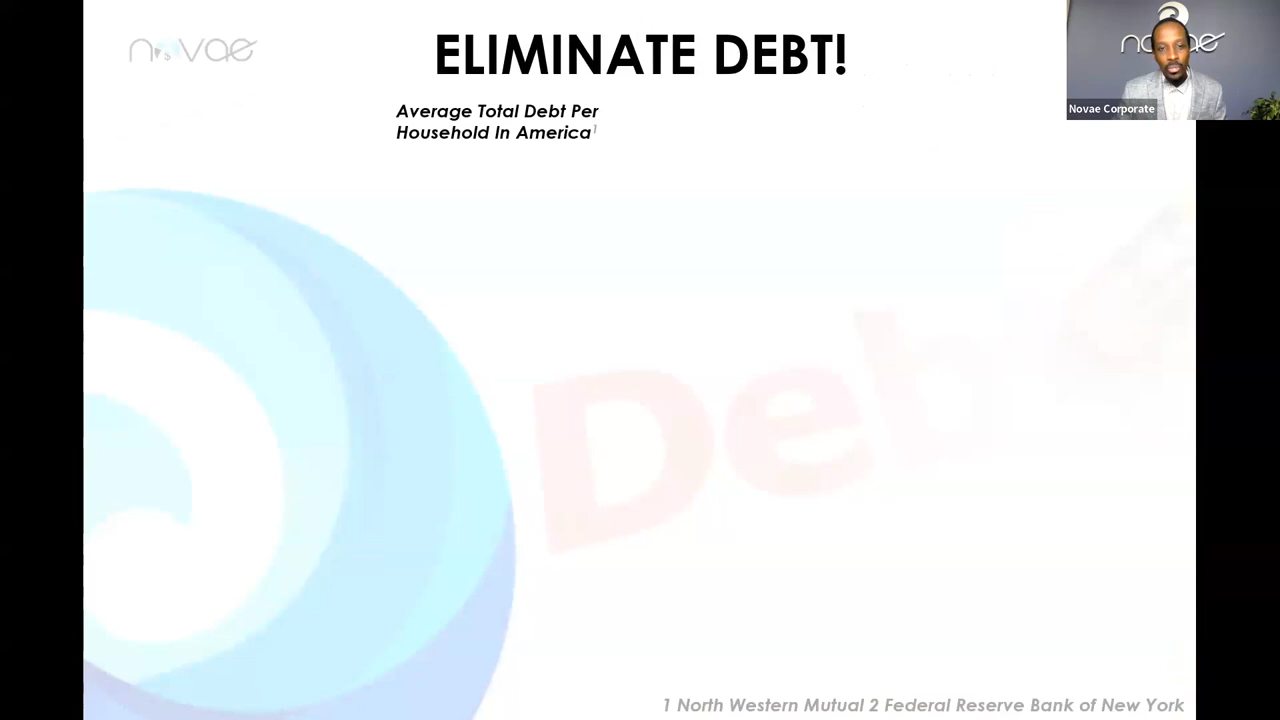 novae
ELIMINATE DEBT!
novae
Novae Corporate
Average Total Debt Per
Household In America¹
Debt
1 North Western Mutual 2 Federal Reserve Bank of New York